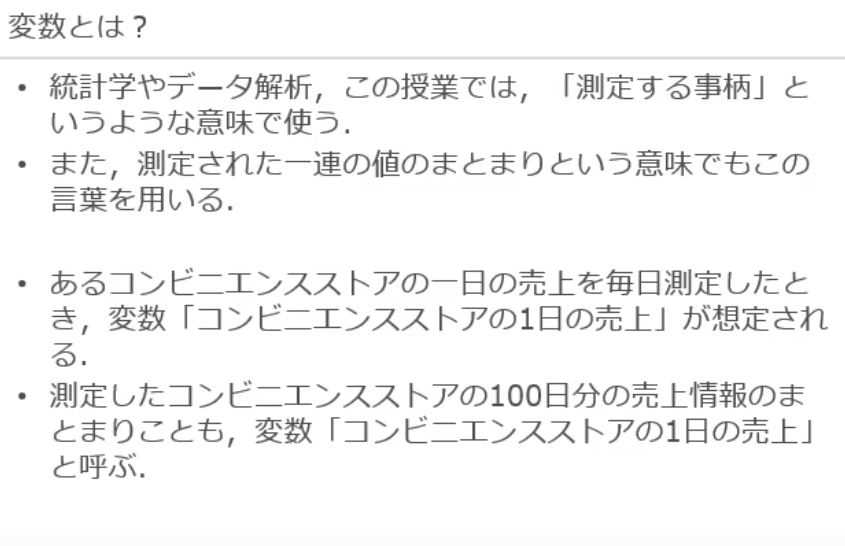 変数とは？
• 統計学やデータ解析，この授業では，「測定する事柄」と
いうような意味で使う．
• また，測定された一連の値のまとまりという意味でもこの
言葉を用いる．
• あるコンビニエンスストアの一日の売上を毎日測定したと
き，変数「コンビニエンスストアの1日の売上」が想定され
る．
• 測定したコンビニエンスストアの100日分の売上情報のま
とまりことも，変数「コンビニエンスストアの1日の売上」
と呼ぶ．